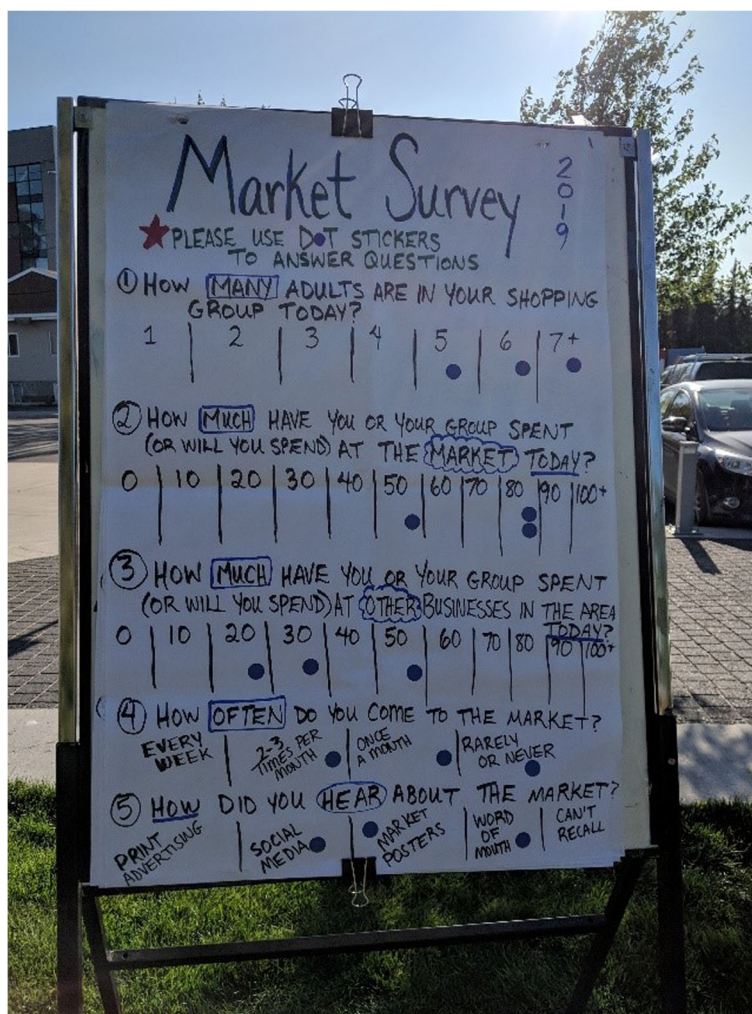 Market Survey 2019
PLEASE USE DOT STICKERS
TO ANSWER QUESTIONS
① HOW MANY ADULTS ARE IN YOUR SHOPPING
GROUP TODAY?
1 2 3 4 5 6 7+
② HOW MUCH HAVE YOU OR YOUR GROUP SPENT
(OR WILL YOU SPEND) AT THE MARKET TODAY?
0 10 20 30 40 50 60 70 80 90 100+
③ HOW MUCH HAVE YOU OR YOUR GROUP SPENT
(OR WILL YOU SPEND) AT OTHER BUSINESSES IN THE AREA
TODAY?
0 10 20 30 40 50 60 70 80 90 100+
④ HOW OFTEN DO YOU COME TO THE MARKET?
EVERY WEEK 2-3 TIMES PER MONTH ONCE A MONTH RARELY OR NEVER
⑤ HOW DID YOU HEAR ABOUT THE MARKET?
PRINT ADVERTISING SOCIAL MEDIA MARKET POSTERS WORD OF MOUTH CAN'T RECALL